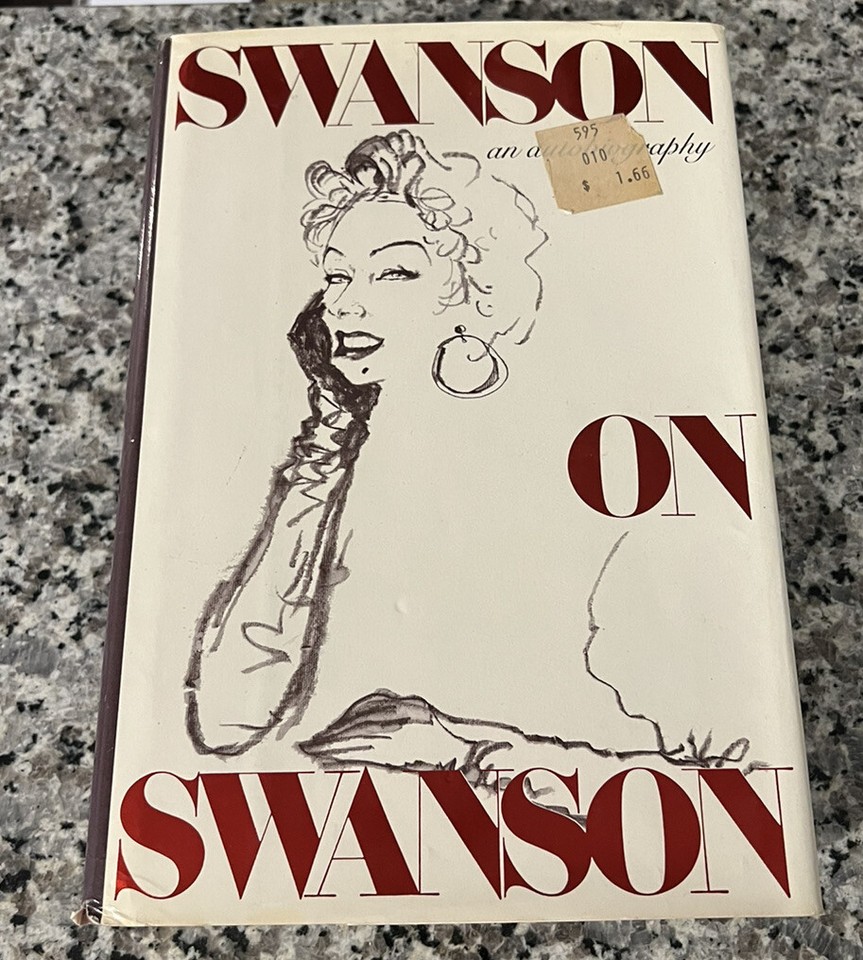 SWANSON
an autobiography
595
010
$ 1.66
ON
SWANSON